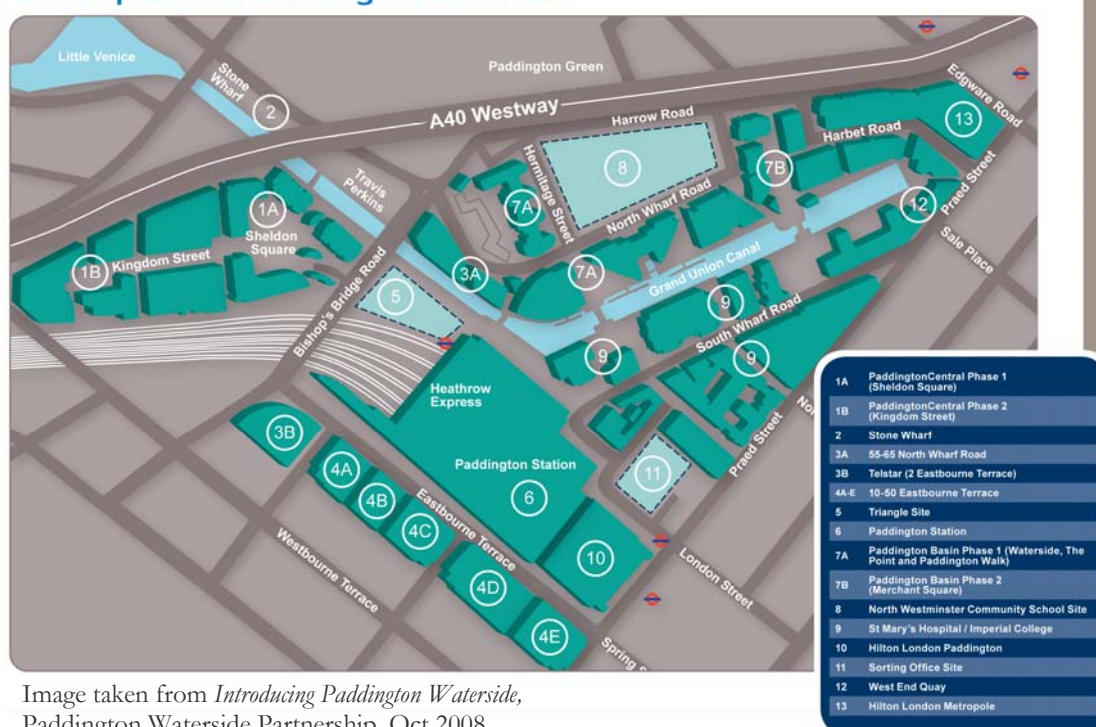 Little Venice
Stone
Wharf
2
Paddington Green
A40 Westway
Harrow Road
Edgware Road
13
Harbet Road
8
7B
Hermitage Street
Travis
Perkins
7A
North Wharf Road
12
Praed Street
1A
Sheldon
Square
Sale Place
1B
Kingdom Street
3A
7A
Grand Union Canal
Bishop's Bridge Road
5
9
South Wharf Road
9
9
Heathrow
Express
3B
Paddington Station
Praed Street
4A
6
11
4B
Eastbourne Terrace
4C
Westbourne Terrace
10
London Street
4D
4E
Spring
1A PaddingtonCentral Phase 1
(Sheldon Square)
1B PaddingtonCentral Phase 2
(Kingdom Street)
2 Stone Wharf
3A 55-65 North Wharf Road
3B Telstar (2 Eastbourne Terrace)
4A-E 10-50 Eastbourne Terrace
5 Triangle Site
6 Paddington Station
7A Paddington Basin Phase 1 (Waterside, The
Point and Paddington Walk)
7B Paddington Basin Phase 2
(Merchant Square)
8 North Westminster Community School Site
9 St Mary's Hospital / Imperial College
10 Hilton London Paddington
11 Sorting Office Site
12 West End Quay
13 Hilton London Metropole
Image taken from Introducing Paddington Waterside,
Paddington Waterside Partnership, Oct 2008